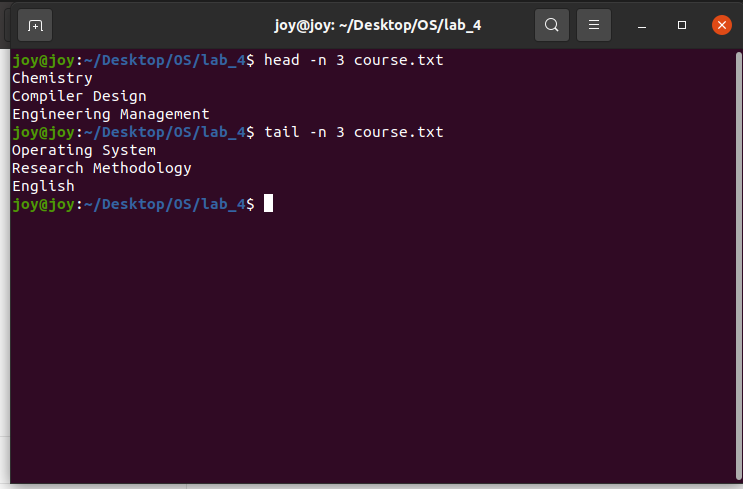 joy@joy: ~/Desktop/OS/lab_4
joy@joy:~/Desktop/OS/lab_4$ head -n 3 course.txt
Chemistry
Compiler Design
Engineering Management
joy@joy:~/Desktop/OS/lab_4$ tail -n 3 course.txt
Operating System
Research Methodology
English
joy@joy:~/Desktop/OS/lab_4$